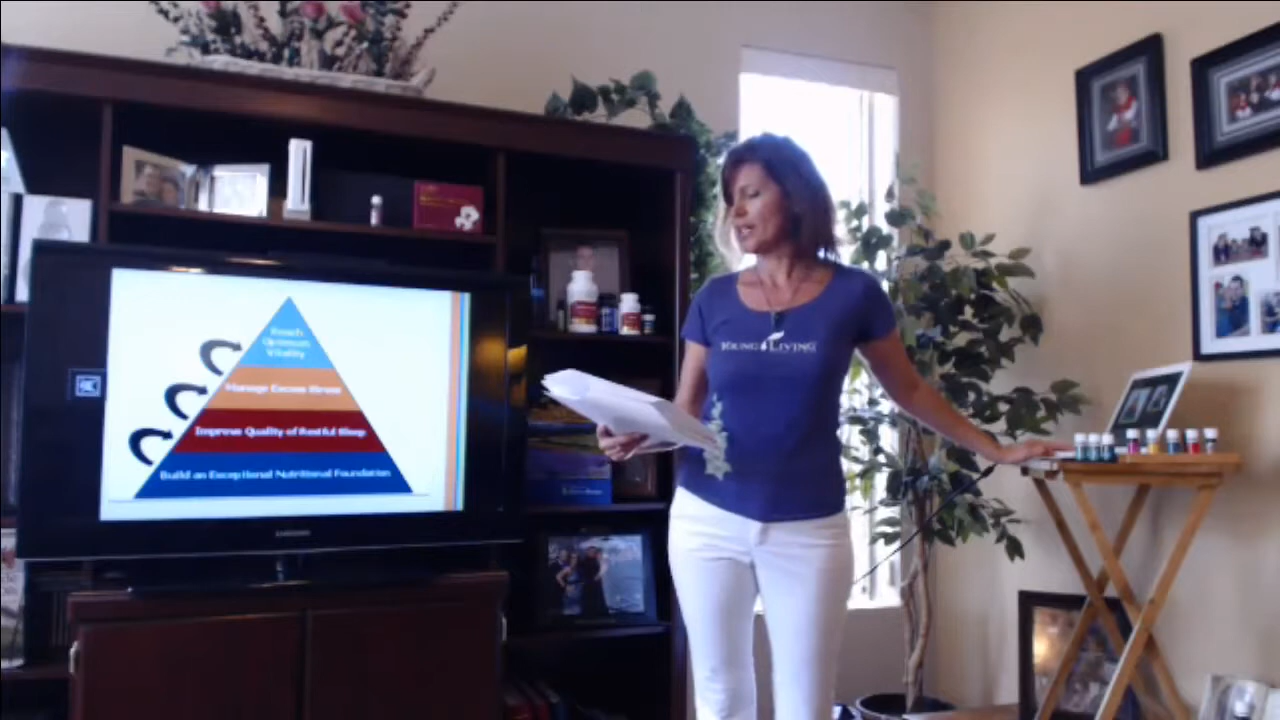 Reach
Optimum
Vitality
Manage Excess Stress
Improve Quality of Restful Sleep
Build an Exceptional Nutritional Foundation
SAMSUNG
YOUNG LIVING